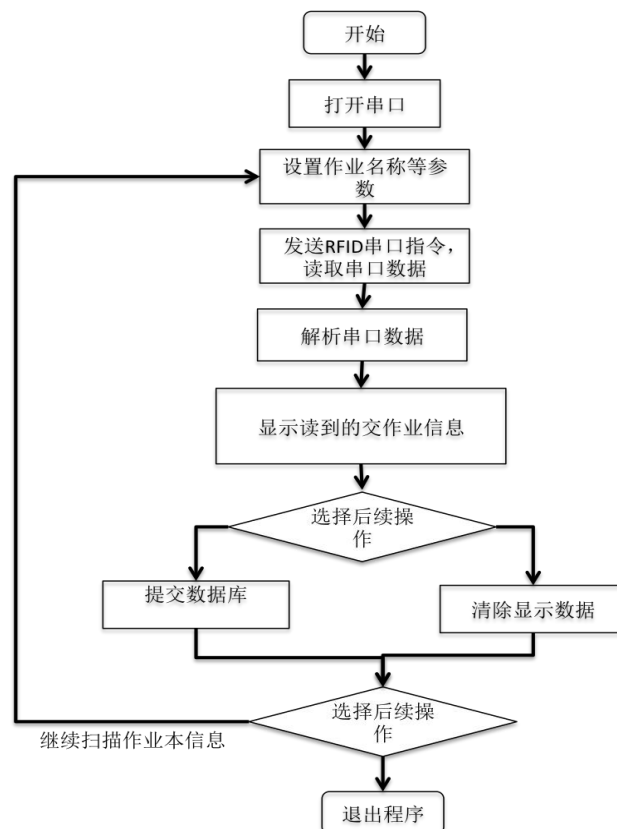 开始
打开串口
设置作业名称等参
数
发送RFID串口指令，
读取串口数据
解析串口数据
显示读到的交作业信息
选择后续操
作
提交数据库
清除显示数据
选择后续操
作
继续扫描作业本信息
退出程序